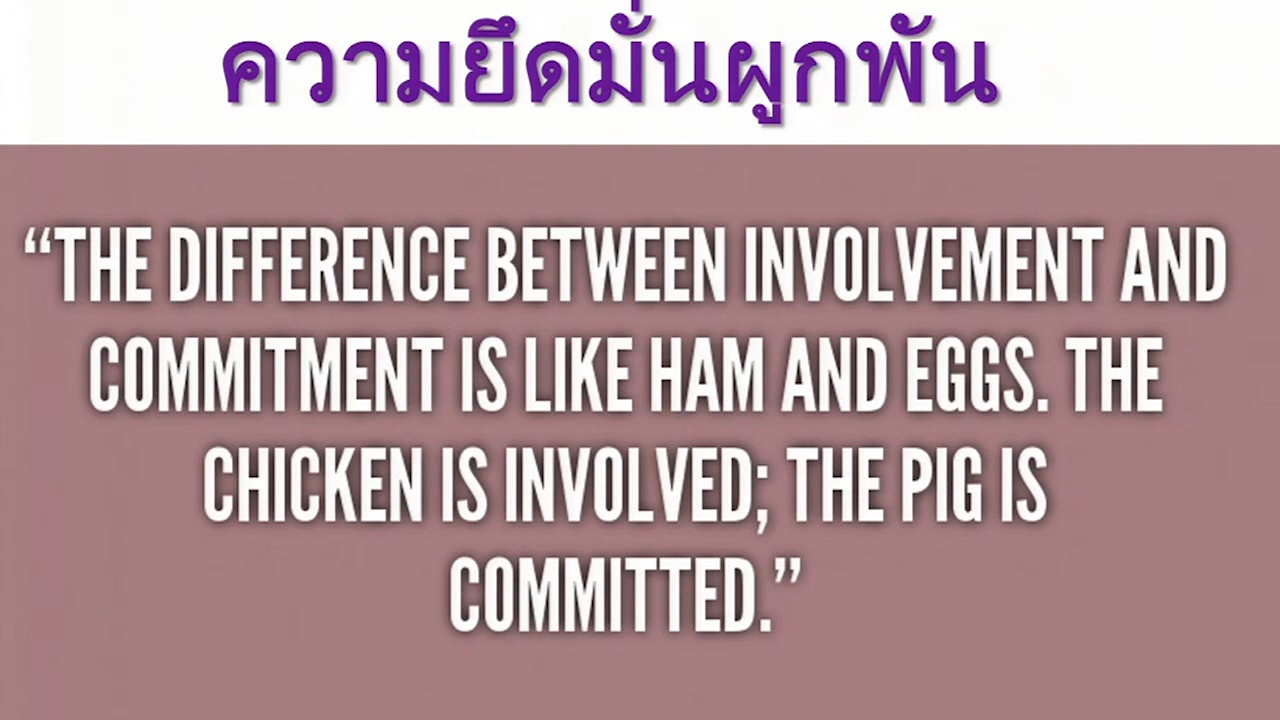 ความยึดมั่นผูกพัน
“THE DIFFERENCE BETWEEN INVOLVEMENT AND
COMMITMENT IS LIKE HAM AND EGGS. THE
CHICKEN IS INVOLVED; THE PIG IS
COMMITTED.”